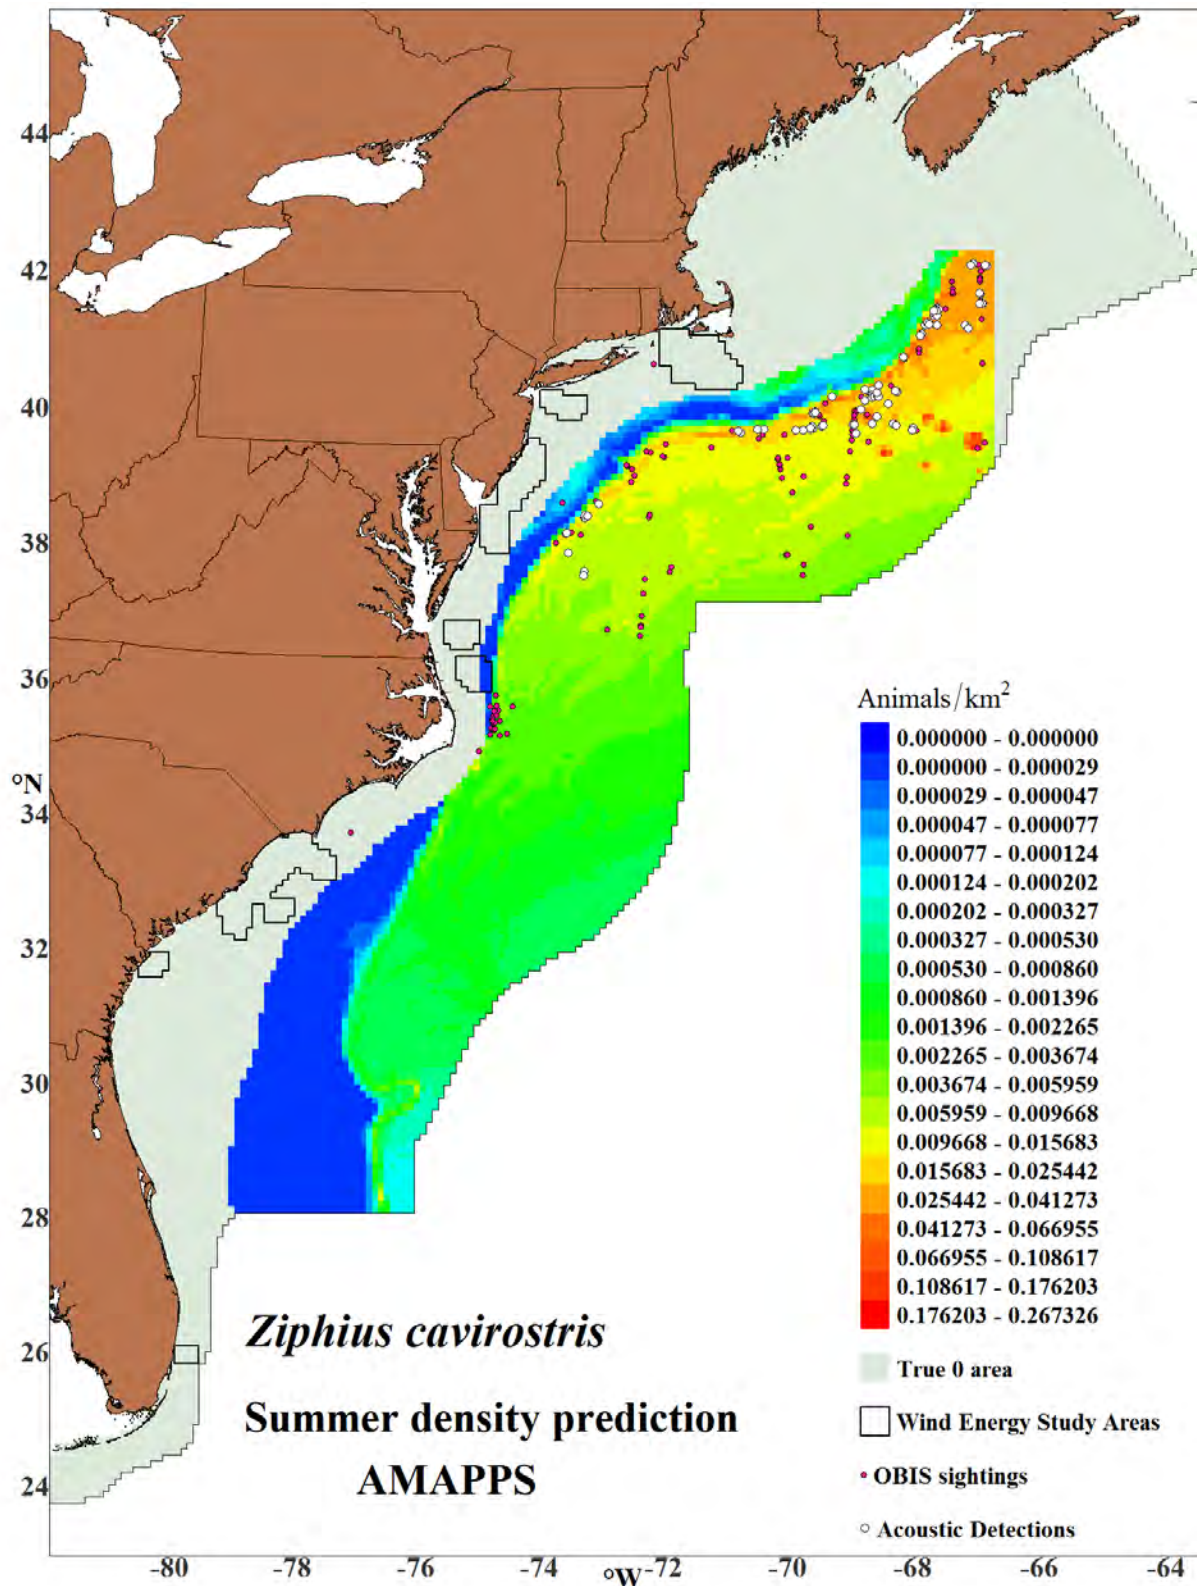 44
42
40
38
36
°N
34
32
30
28
26
24
Animals/km²
0.000000 - 0.000000
0.000000 - 0.000029
0.000029 - 0.000047
0.000047 - 0.000077
0.000077 - 0.000124
0.000124 - 0.000202
0.000202 - 0.000327
0.000327 - 0.000530
0.000530 - 0.000860
0.000860 - 0.001396
0.001396 - 0.002265
0.002265 - 0.003674
0.003674 - 0.005959
0.005959 - 0.009668
0.009668 - 0.015683
0.015683 - 0.025442
0.025442 - 0.041273
0.041273 - 0.066955
0.066955 - 0.108617
0.108617 - 0.176203
0.176203 - 0.267326
True 0 area
Wind Energy Study Areas
OBIS sightings
Acoustic Detections
Ziphius cavirostris
Summer density prediction
AMAPPS
-80 -78 -76 -74 °W -72 -70 -68 -66 -64